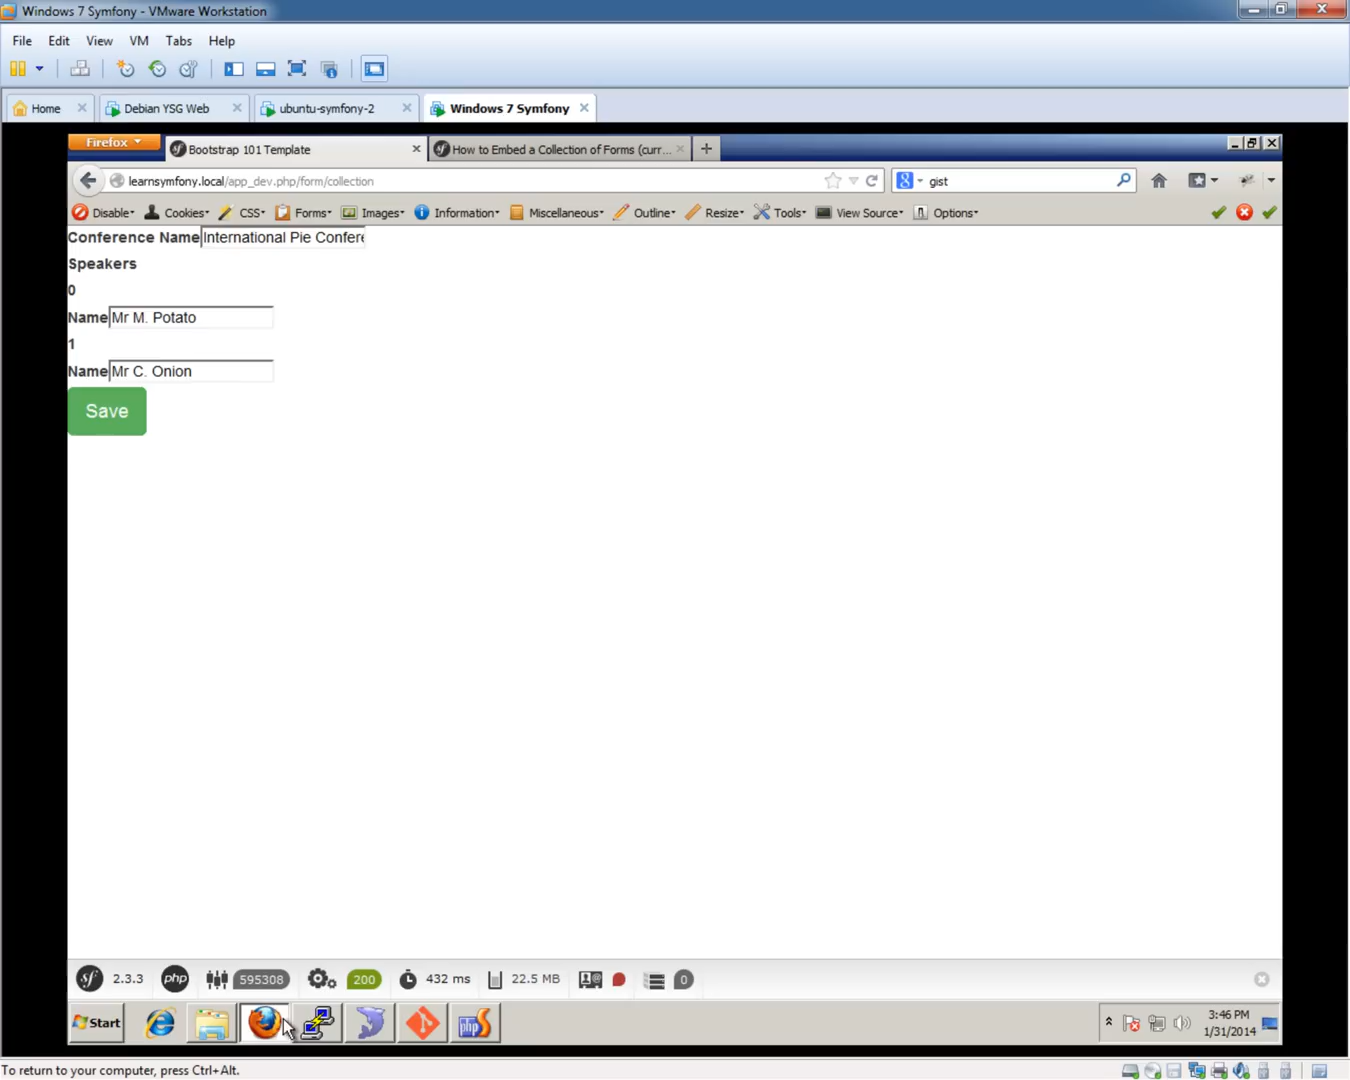 Windows 7 Symfony - VMware Workstation
File Edit View VM Tabs Help
Home Debian YSG Web ubuntu-symfony-2 Windows 7 Symfony
Firefox Bootstrap 101 Template How to Embed a Collection of Forms (curr...
learnsymfony.local/app_dev.php/form/collection gist
Disable Cookies CSS Forms Images Information Miscellaneous Outline Resize Tools View Source Options
Conference Name International Pie Confere
Speakers
0
Name Mr M. Potato
1
Name Mr C. Onion
Save
sf 2.3.3 php 595308 200 432 ms 22.5 MB 0
Start php 3:46 PM
1/31/2014
To return to your computer, press Ctrl+Alt.